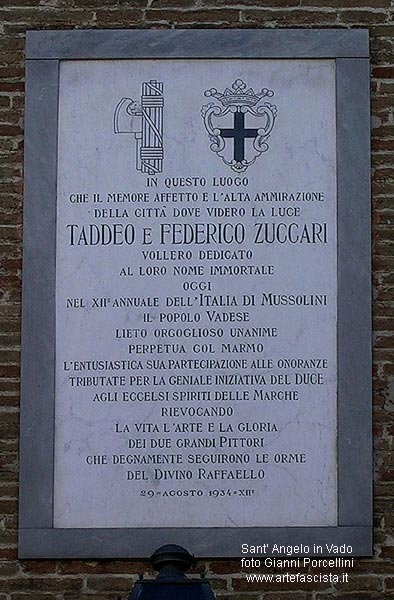 IN QUESTO LUOGO
CHE IL MEMORE AFFETTO E L'ALTA AMMIRAZIONE
DELLA CITTÀ DOVE VIDERO LA LUCE
TADDEO E FEDERICO ZUCCARI
VOLLERO DEDICATO
AL LORO NOME IMMORTALE
OGGI
NEL XIIº ANNUALE DELL'ITALIA DI MUSSOLINI
IL POPOLO VADESE
LIETO ORGOGLIOSO UNANIME
PERPETUA COL MARMO
L'ENTUSIASTICA SUA PARTECIPAZIONE ALLE ONORANZE
TRIBUTATE PER LA GENIALE INIZIATIVA DEL DUCE
AGLI ECCELSI SPIRITI DELLE MARCHE
RIEVOCANDO
LA VITA L'ARTE E LA GLORIA
DEI DUE GRANDI PITTORI
CHE DEGNAMENTE SEGUIRONO LE ORME
DEL DIVINO RAFFAELLO
29-AGOSTO 1934-XIIº
Sant' Angelo in Vado
foto Gianni Porcellini
www.artefascista.it